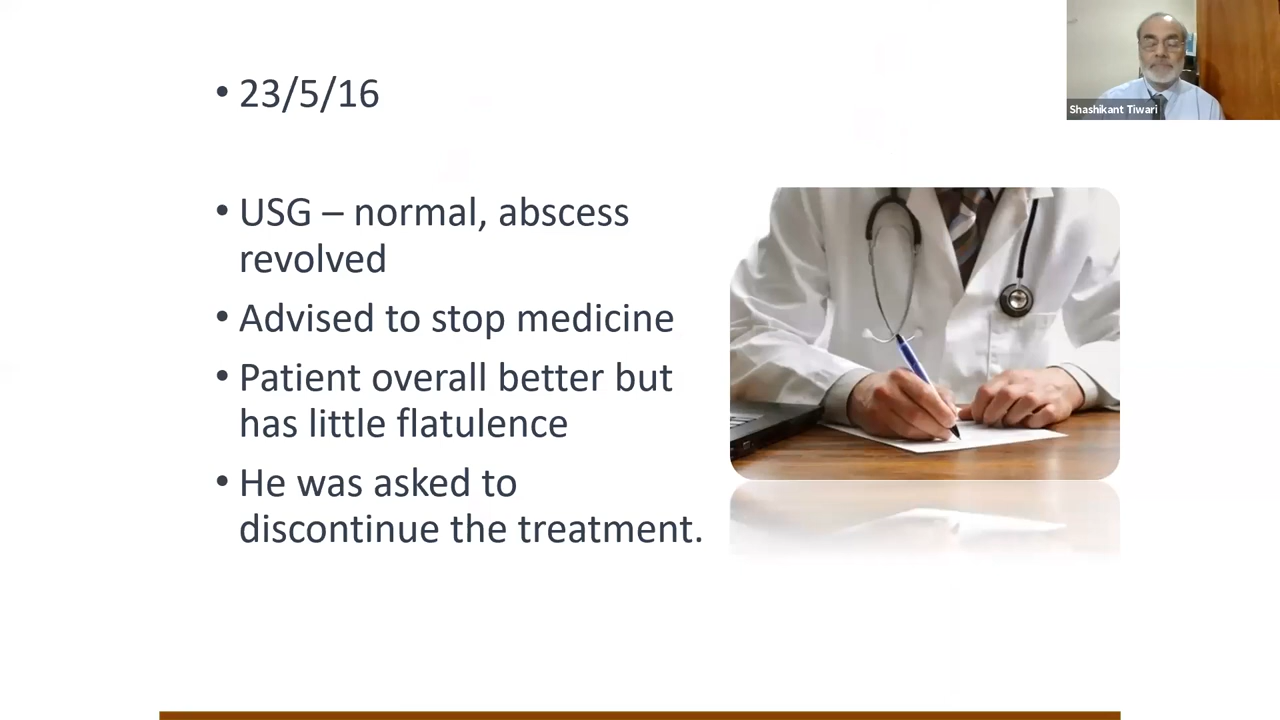 • 23/5/16
• USG – normal, abscess
revolved
• Advised to stop medicine
• Patient overall better but
has little flatulence
• He was asked to
discontinue the treatment.
Shashikant Tiwari